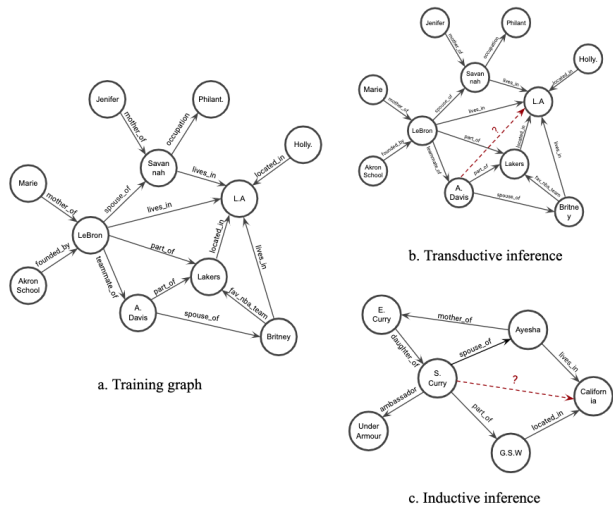 Jenifer
Philant.
mother_of
occupation
Savan
nah
Holly.
located_in
lives_in
Marie
mother_of
spouse_of
L.A
lives_in
LeBron
founded_by
part_of
located_in
Akron
School
teammate_of
Lakers
part_of
fav_nba_team
lives_in
A.
Davis
spouse_of
Britney
a. Training graph
Jenifer
Philant
mother_of
occupation
Savan
nah
Holly.
located_in
lives_in
Marie
mother_of
spouse_of
L.A
lives_in
?
LeBron
founded_by
part_of
located_in
Akron
School
teammate_of
Lakers
part_of
fav_nba_team
lives_in
A.
Davis
spouse_of
Britne
y
b. Transductive inference
E.
Curry
mother_of
Ayesha
daughter_of
spouse_of
lives_in
S.
Curry
?
Californ
ia
ambassador
part_of
located_in
Under
Armour
G.S.W
c. Inductive inference